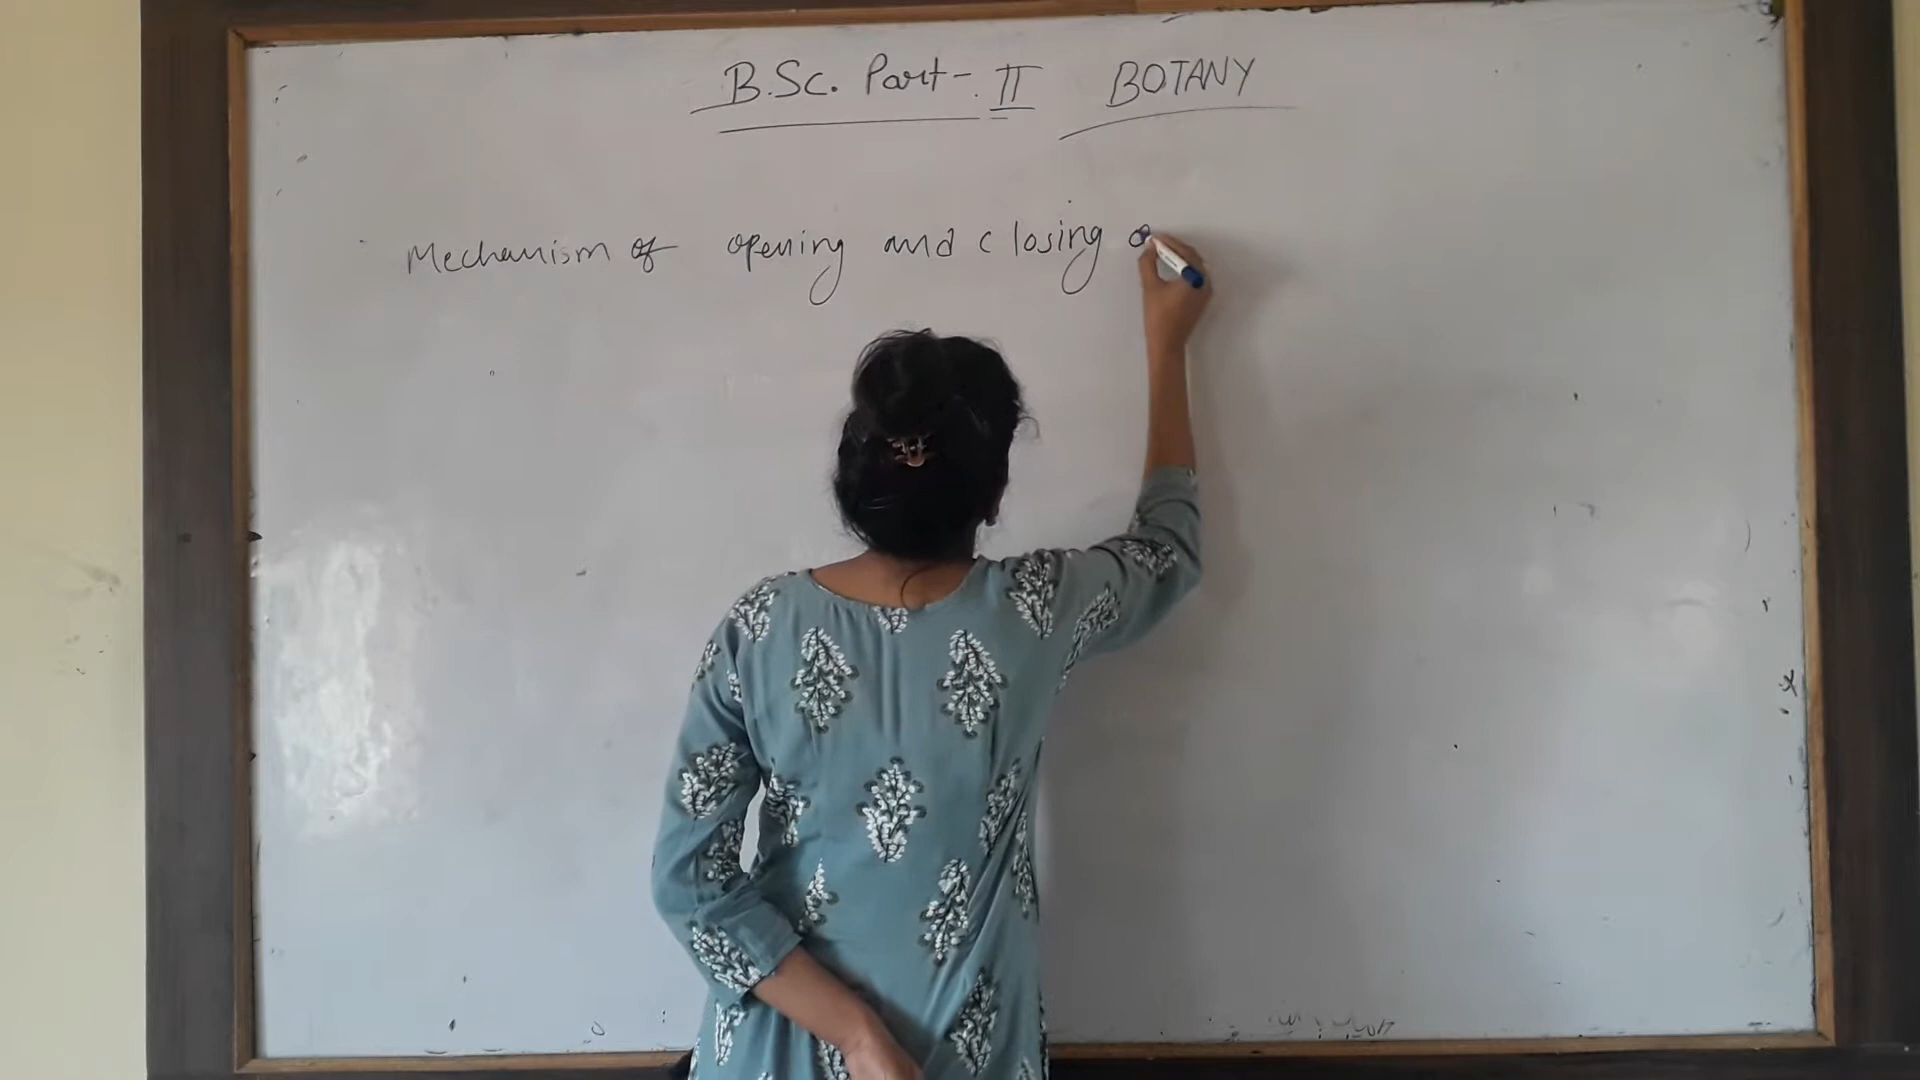 B.Sc. Part-II BOTANY
Mechanism of opening and closing o